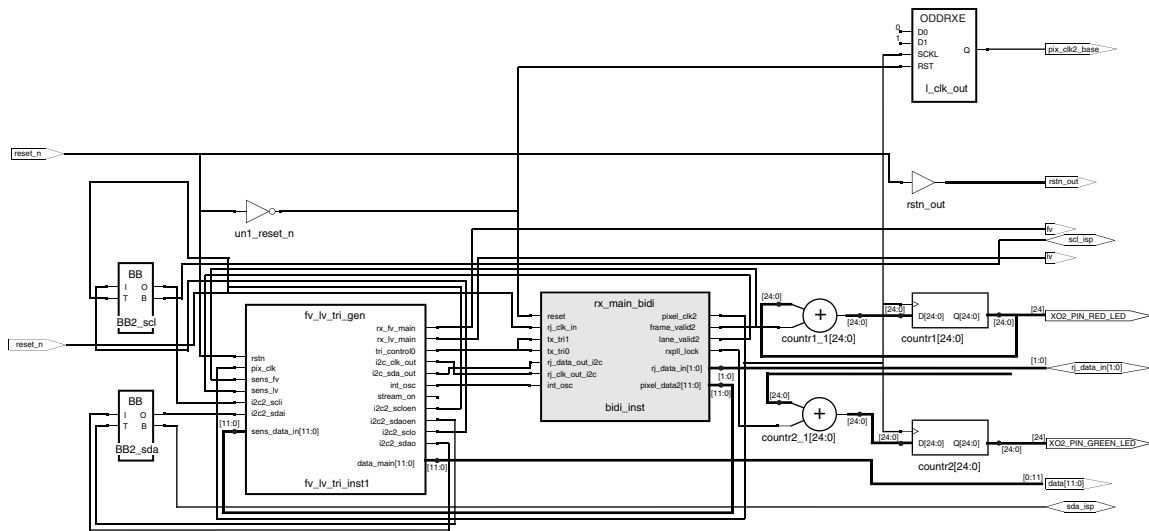 ODDRXE
0
D0
1
D1
SCKL
Q
RST
l_clk_out
pix_clk2_base
reset_n
rstn_out
rstn_out
un1_reset_n
fv
scl_isp
lv
BB
I O
T B
BB2_scl
fv_lv_tri_gen
rx_fv_main
rx_lv_main
rstn
tri_control0
pix_clk
i2c_clk_out
sens_fv
i2c_sda_out
sens_lv
int_osc
i2c2_scli
stream_on
i2c2_sdai
i2c2_scloen
i2c2_sdaoen
[11:0]
sens_data_in[11:0]
i2c2_sclo
i2c2_sdao
data_main[11:0]
[11:0]
fv_lv_tri_inst1
reset_n
BB
I O
T B
BB2_sda
rx_main_bidi
reset
pixel_clk2
rj_clk_in
frame_valid2
tx_tri1
lane_valid2
tx_tri0
rxpll_lock
rj_data_out_i2c
[1:0]
rj_data_in[1:0]
rj_clk_out_i2c
int_osc
pixel_data2[11:0]
[11:0]
bidi_inst
[24:0]
+
[24:0]
countr1_1[24:0]
[24:0]
D[24:0] Q[24:0]
[24:0]
countr1[24:0]
[24]
XO2_PIN_RED_LED
[1:0]
rj_data_in[1:0]
[24:0]
+
[24:0]
countr2_1[24:0]
[24:0]
D[24:0] Q[24:0]
[24:0]
countr2[24:0]
[24]
XO2_PIN_GREEN_LED
[0:11]
data[11:0]
sda_isp